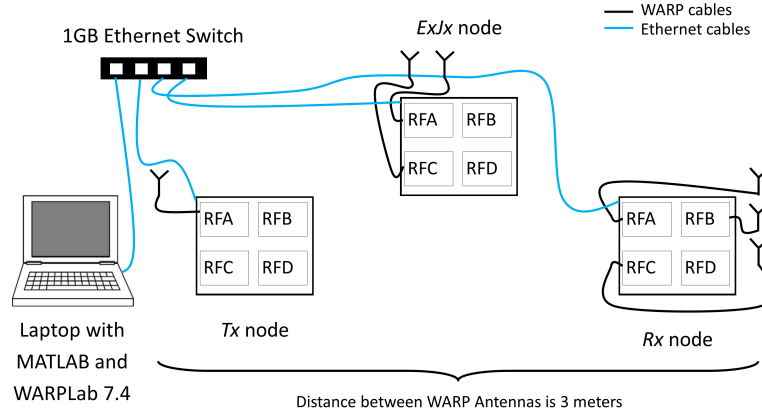 WARP cables
Ethernet cables
1GB Ethernet Switch
ExJx node
RFA RFB
RFC RFD
RFA RFB
RFC RFD
RFA RFB
RFC RFD
Laptop with
MATLAB and
WARPLab 7.4
Tx node
Rx node
Distance between WARP Antennas is 3 meters